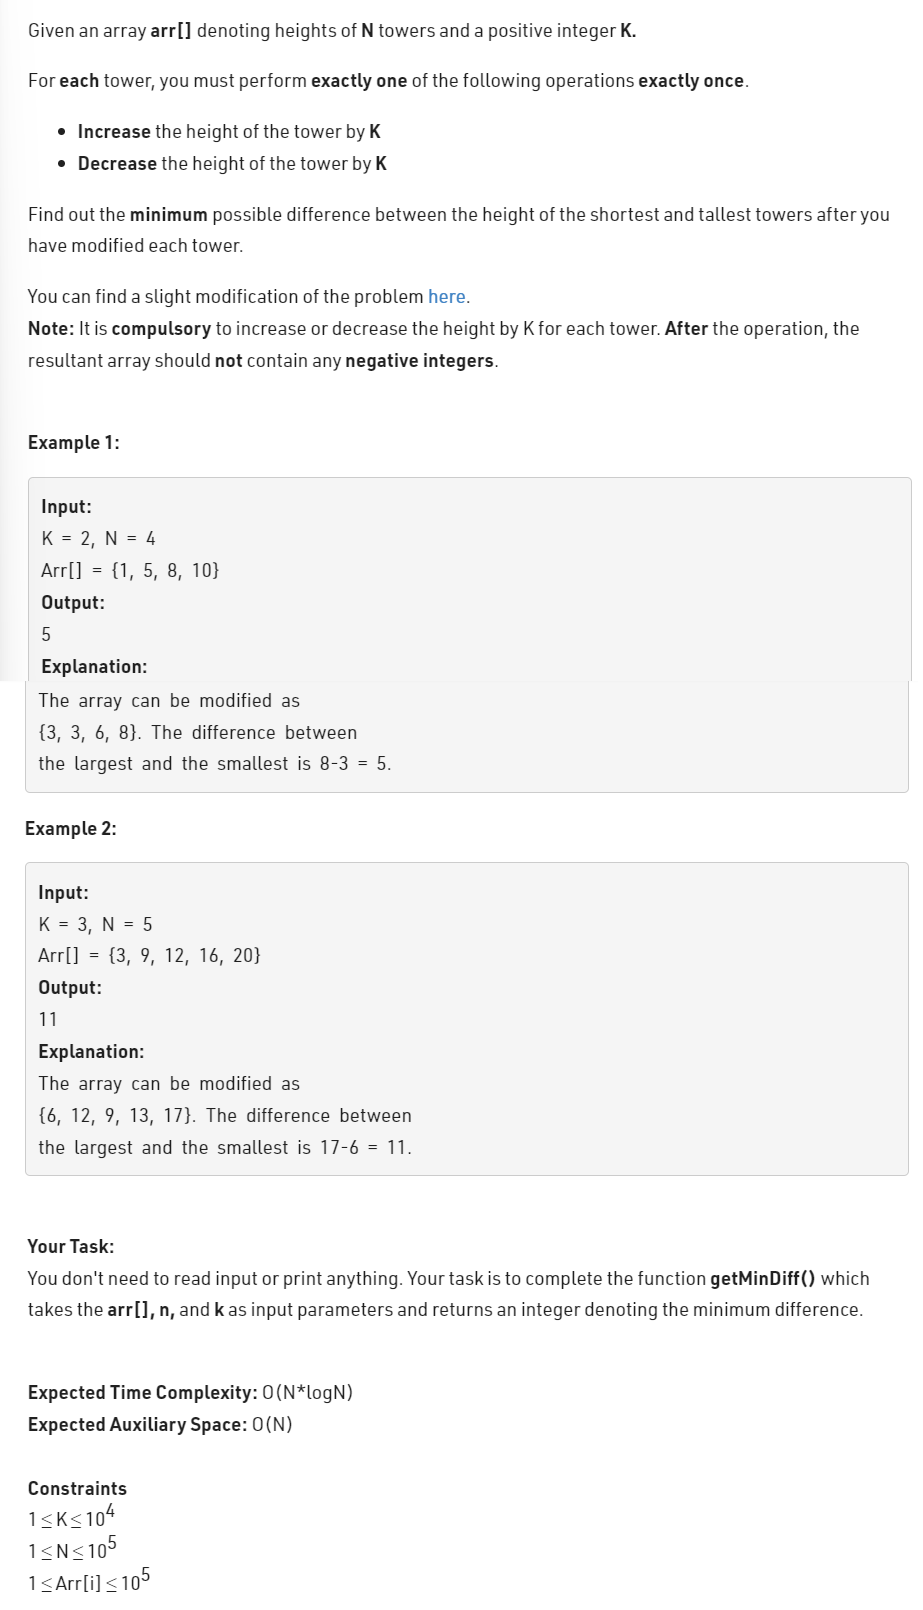 Given an array arr[] denoting heights of N towers and a positive integer K.
For each tower, you must perform exactly one of the following operations exactly once.
• Increase the height of the tower by K
• Decrease the height of the tower by K
Find out the minimum possible difference between the height of the shortest and tallest towers after you
have modified each tower.
You can find a slight modification of the problem here.
Note: It is compulsory to increase or decrease the height by K for each tower. After the operation, the
resultant array should not contain any negative integers.
Example 1:
Input:
K = 2, N = 4
Arr[] = {1, 5, 8, 10}
Output:
5
Explanation:
The array can be modified as
{3, 3, 6, 8}. The difference between
the largest and the smallest is 8-3 = 5.
Example 2:
Input:
K = 3, N = 5
Arr[] = {3, 9, 12, 16, 20}
Output:
11
Explanation:
The array can be modified as
{6, 12, 9, 13, 17}. The difference between
the largest and the smallest is 17-6 = 11.
Your Task:
You don't need to read input or print anything. Your task is to complete the function getMinDiff() which
takes the arr[], n, and k as input parameters and returns an integer denoting the minimum difference.
Expected Time Complexity: O(N*logN)
Expected Auxiliary Space: O(N)
Constraints
1 ≤ K ≤ 10^4
1 ≤ N ≤ 10^5
1 ≤ Arr[i] ≤ 10^5